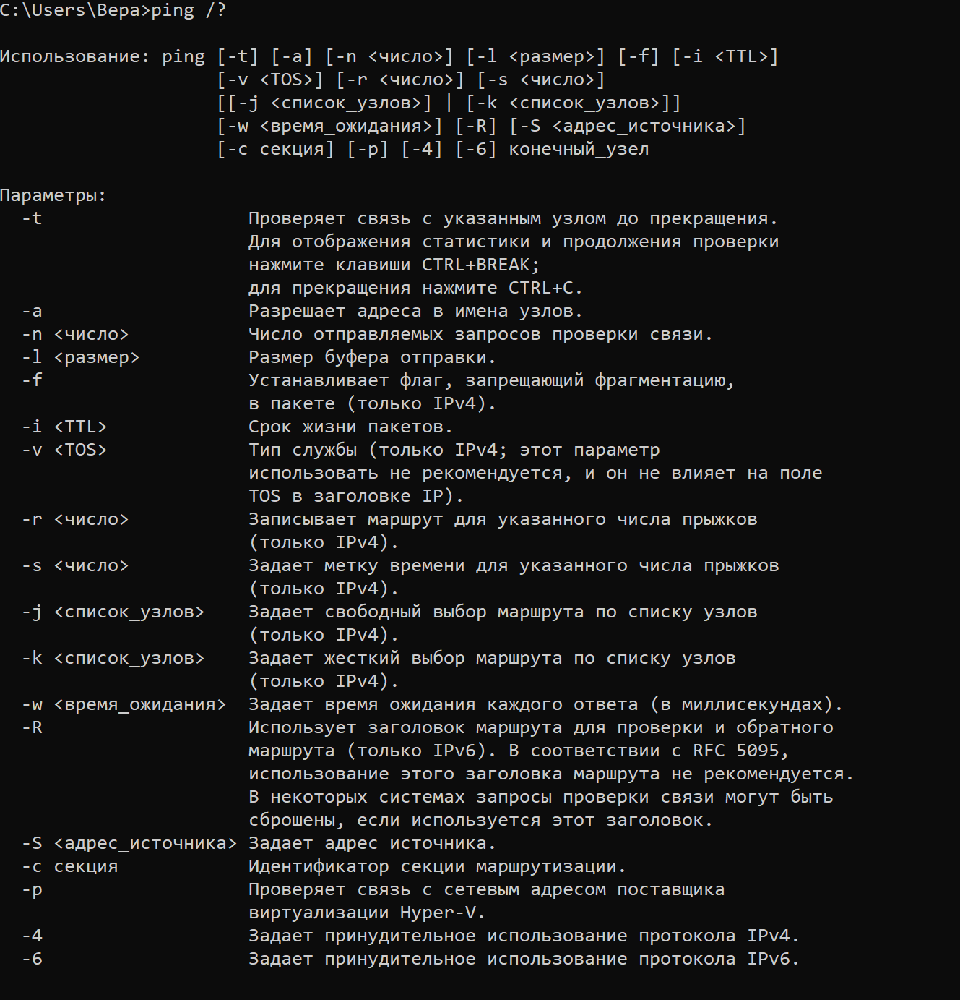 C:\Users\Вера>ping /?
Использование: ping [-t] [-a] [-n <число>] [-l <размер>] [-f] [-i <TTL>]
[-v <TOS>] [-r <число>] [-s <число>]
[[-j <список_узлов>] | [-k <список_узлов>]]
[-w <время_ожидания>] [-R] [-S <адрес_источника>]
[-c секция] [-p] [-4] [-6] конечный_узел
Параметры:
-t Проверяет связь с указанным узлом до прекращения.
Для отображения статистики и продолжения проверки
нажмите клавиши CTRL+BREAK;
для прекращения нажмите CTRL+C.
-a Разрешает адреса в имена узлов.
-n <число> Число отправляемых запросов проверки связи.
-l <размер> Размер буфера отправки.
-f Устанавливает флаг, запрещающий фрагментацию,
в пакете (только IPv4).
-i <TTL> Срок жизни пакетов.
-v <TOS> Тип службы (только IPv4; этот параметр
использовать не рекомендуется, и он не влияет на поле
TOS в заголовке IP).
-r <число> Записывает маршрут для указанного числа прыжков
(только IPv4).
-s <число> Задает метку времени для указанного числа прыжков
(только IPv4).
-j <список_узлов> Задает свободный выбор маршрута по списку узлов
(только IPv4).
-k <список_узлов> Задает жесткий выбор маршрута по списку узлов
(только IPv4).
-w <время_ожидания> Задает время ожидания каждого ответа (в миллисекундах).
-R Использует заголовок маршрута для проверки и обратного
маршрута (только IPv6). В соответствии с RFC 5095,
использование этого заголовка маршрута не рекомендуется.
В некоторых системах запросы проверки связи могут быть
сброшены, если используется этот заголовок.
-S <адрес_источника> Задает адрес источника.
-c секция Идентификатор секции маршрутизации.
-p Проверяет связь с сетевым адресом поставщика
виртуализации Hyper-V.
-4 Задает принудительное использование протокола IPv4.
-6 Задает принудительное использование протокола IPv6.